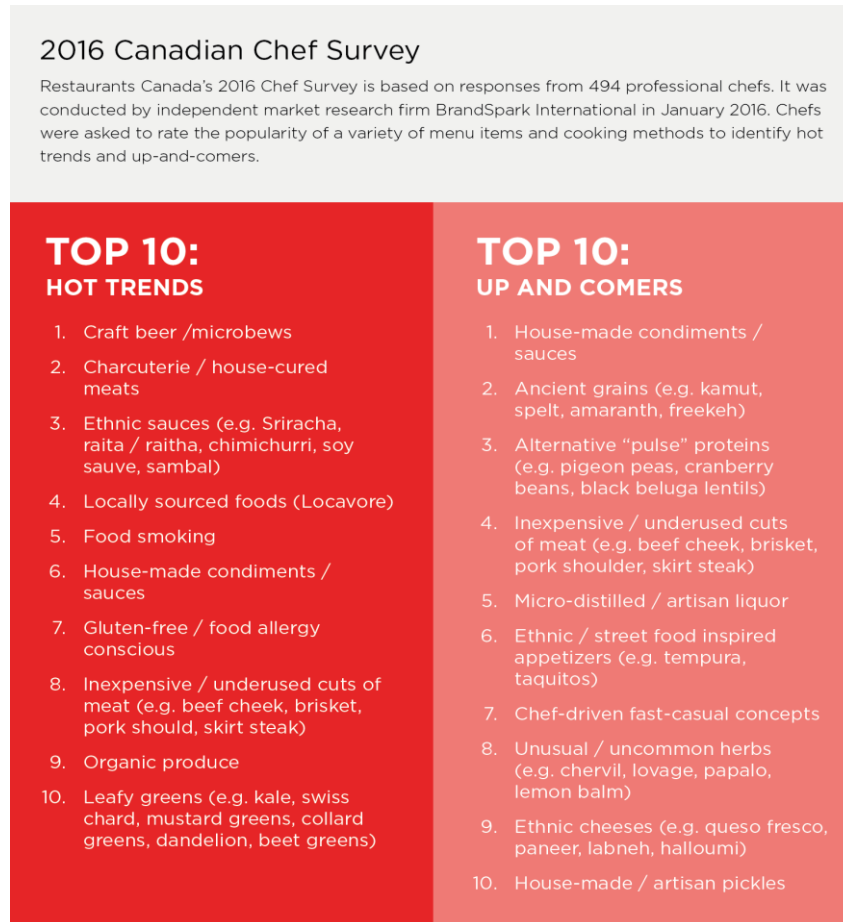 2016 Canadian Chef Survey
Restaurants Canada's 2016 Chef Survey is based on responses from 494 professional chefs. It was
conducted by independent market research firm BrandSpark International in January 2016. Chefs
were asked to rate the popularity of a variety of menu items and cooking methods to identify hot
trends and up-and-comers.
TOP 10:
HOT TRENDS
1. Craft beer /microbews
2. Charcuterie / house-cured
meats
3. Ethnic sauces (e.g. Sriracha,
raita / raitha, chimichurri, soy
sauve, sambal)
4. Locally sourced foods (Locavore)
5. Food smoking
6. House-made condiments /
sauces
7. Gluten-free / food allergy
conscious
8. Inexpensive / underused cuts of
meat (e.g. beef cheek, brisket,
pork should, skirt steak)
9. Organic produce
10. Leafy greens (e.g. kale, swiss
chard, mustard greens, collard
greens, dandelion, beet greens)
TOP 10:
UP AND COMERS
1. House-made condiments /
sauces
2. Ancient grains (e.g. kamut,
spelt, amaranth, freekeh)
3. Alternative “pulse” proteins
(e.g. pigeon peas, cranberry
beans, black beluga lentils)
4. Inexpensive / underused cuts
of meat (e.g. beef cheek, brisket,
pork shoulder, skirt steak)
5. Micro-distilled / artisan liquor
6. Ethnic / street food inspired
appetizers (e.g. tempura,
taquitos)
7. Chef-driven fast-casual concepts
8. Unusual / uncommon herbs
(e.g. chervil, lovage, papalo,
lemon balm)
9. Ethnic cheeses (e.g. queso fresco,
paneer, labneh, halloumi)
10. House-made / artisan pickles